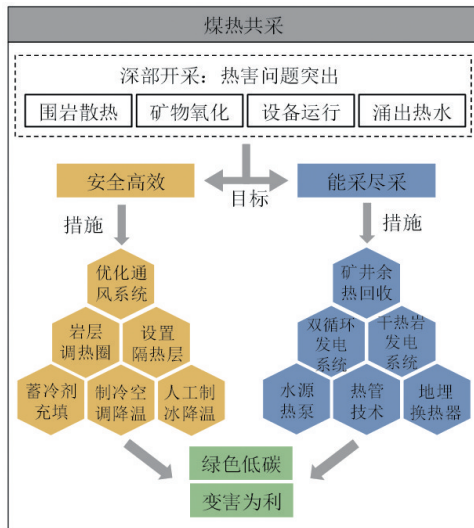 煤热共采
深部开采：热害问题突出
围岩散热 矿物氧化 设备运行 涌出热水
安全高效 目标 能采尽采
措施 措施
优化通
风系统
岩层
调热圈
设置
隔热层
蓄冷剂
充填
制冷空
调降温
人工制
冰降温
矿井余
热回收
双循环
发电
系统
干热岩
发电
系统
水源
热泵
热管
技术
地埋
换热器
绿色低碳
变害为利